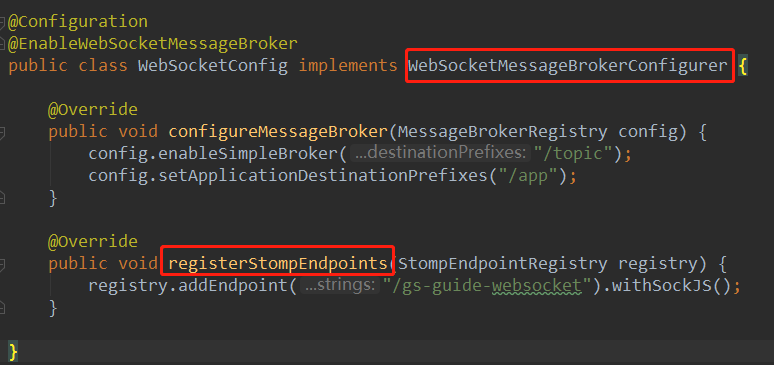 @Configuration
@EnableWebSocketMessageBroker
public class WebSocketConfig implements WebSocketMessageBrokerConfigurer {
@Override
public void configureMessageBroker(MessageBrokerRegistry config) {
config.enableSimpleBroker( ...destinationPrefixes: "/topic");
config.setApplicationDestinationPrefixes("/app");
}
@Override
public void registerStompEndpoints(StompEndpointRegistry registry) {
registry.addEndpoint( ...strings: "/gs-guide-websocket").withSockJS();
}
}